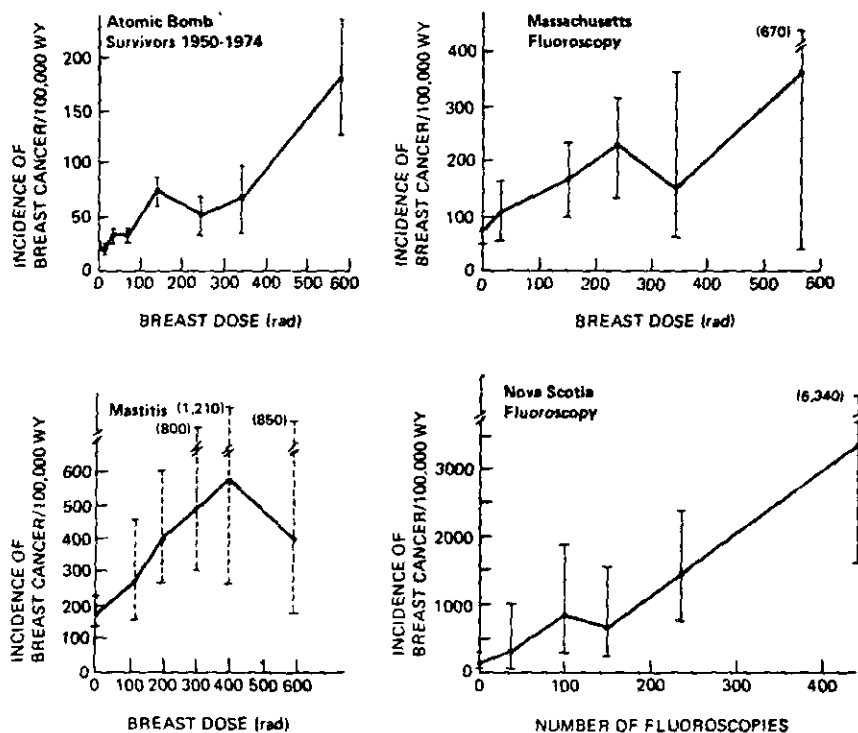 Atomic Bomb
Survivors 1950-1974
INCIDENCE OF
BREAST CANCER/100,000 WY
200
150
100
50
0
0 100 200 300 400 500 600
BREAST DOSE (rad)
Massachusetts
Fluoroscopy
(670)
INCIDENCE OF
BREAST CANCER/100,000 WY
400
300
200
100
0
0 100 200 300 400 500 600
BREAST DOSE (rad)
Mastitis (1,210)
(800)
(850)
INCIDENCE OF
BREAST CANCER/100,000 WY
600
500
400
300
200
100
0
0 100 200 300 400 500 600
BREAST DOSE (rad)
Nova Scotia
Fluoroscopy
(6,340)
INCIDENCE OF
BREAST CANCER/100,000 WY
3000
2000
1000
0
0 100 200 300 400
NUMBER OF FLUOROSCOPIES